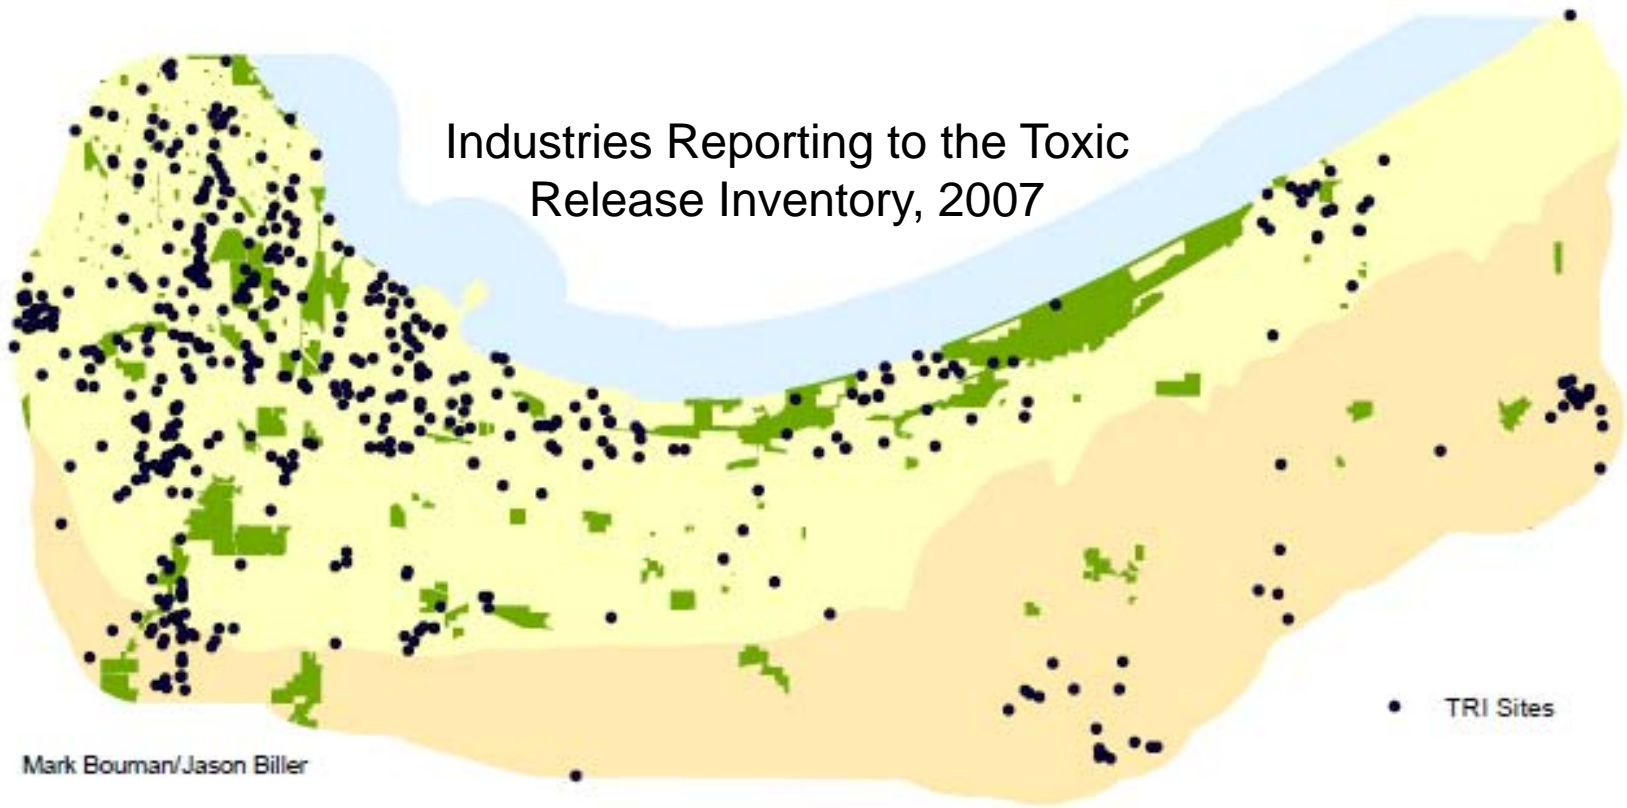 Industries Reporting to the Toxic
Release Inventory, 2007
TRI Sites
Mark Bouman/Jason Biller